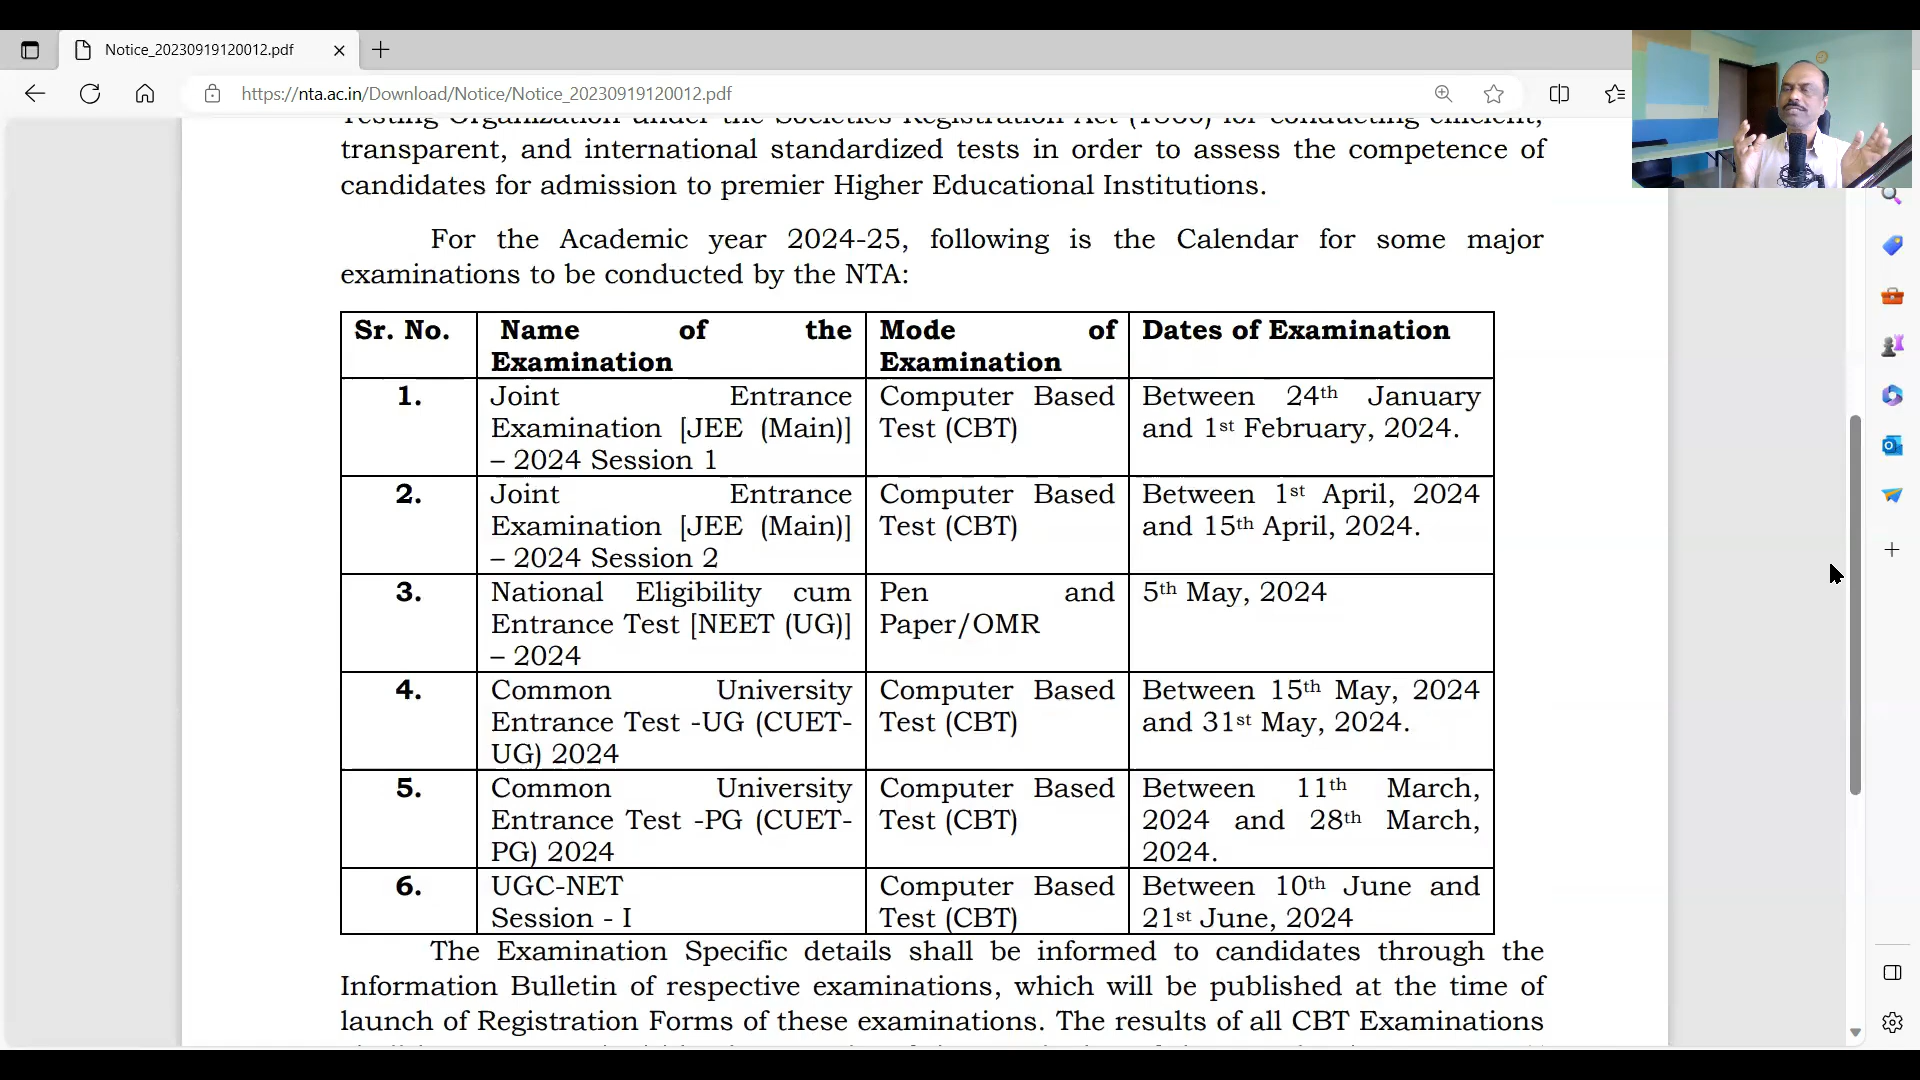 Notice_20230919120012.pdf
https://nta.ac.in/Download/Notice/Notice_20230919120012.pdf
Testing Organization under the Societies Registration Act (1860) for conducting efficient,
transparent, and international standardized tests in order to assess the competence of
candidates for admission to premier Higher Educational Institutions.
For the Academic year 2024-25, following is the Calendar for some major
examinations to be conducted by the NTA:
Sr. No. Name of the Examination Mode of Examination Dates of Examination
1. Joint Entrance Examination [JEE (Main)] – 2024 Session 1 Computer Based Test (CBT) Between 24th January and 1st February, 2024.
2. Joint Entrance Examination [JEE (Main)] – 2024 Session 2 Computer Based Test (CBT) Between 1st April, 2024 and 15th April, 2024.
3. National Eligibility cum Entrance Test [NEET (UG)] – 2024 Pen and Paper/OMR 5th May, 2024
4. Common University Entrance Test -UG (CUET-UG) 2024 Computer Based Test (CBT) Between 15th May, 2024 and 31st May, 2024.
5. Common University Entrance Test -PG (CUET-PG) 2024 Computer Based Test (CBT) Between 11th March, 2024 and 28th March, 2024.
6. UGC-NET Session - I Computer Based Test (CBT) Between 10th June and 21st June, 2024
The Examination Specific details shall be informed to candidates through the
Information Bulletin of respective examinations, which will be published at the time of
launch of Registration Forms of these examinations. The results of all CBT Examinations